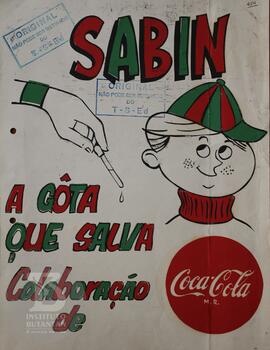 404
ORIGINAL
NÃO PODE SER RETIRADO
DO
T-S-Ed
SABIN
ORIGINAL
NÃO PODE SER RETIRADO
DO
T-S-Ed
A GÔTA
QUE SALVA
Colaboração
de
Coca-Cola
M.R.
INSTITUTO
BUTANTAN